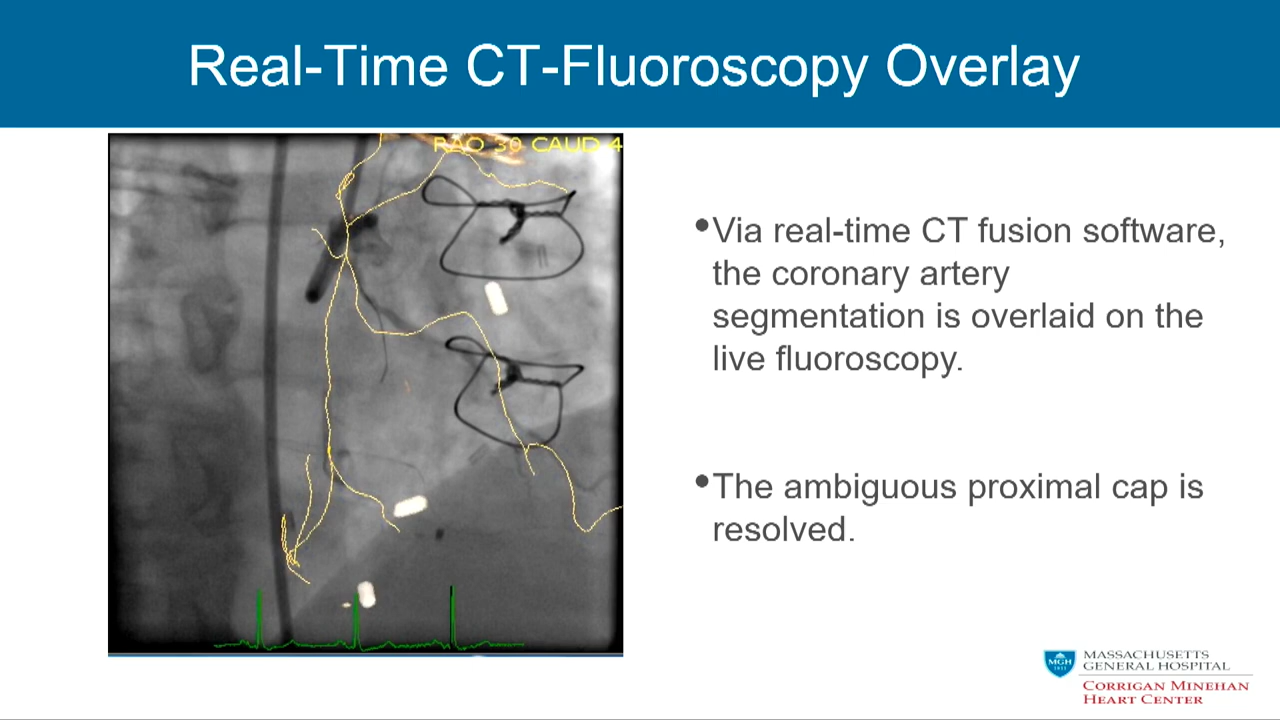 Real-Time CT-Fluoroscopy Overlay
RAO 30 CAUD 4
•Via real-time CT fusion software,
the coronary artery
segmentation is overlaid on the
live fluoroscopy.
•The ambiguous proximal cap is
resolved.
MGH
1811
MASSACHUSETTS
GENERAL HOSPITAL
CORRIGAN MINEHAN
HEART CENTER